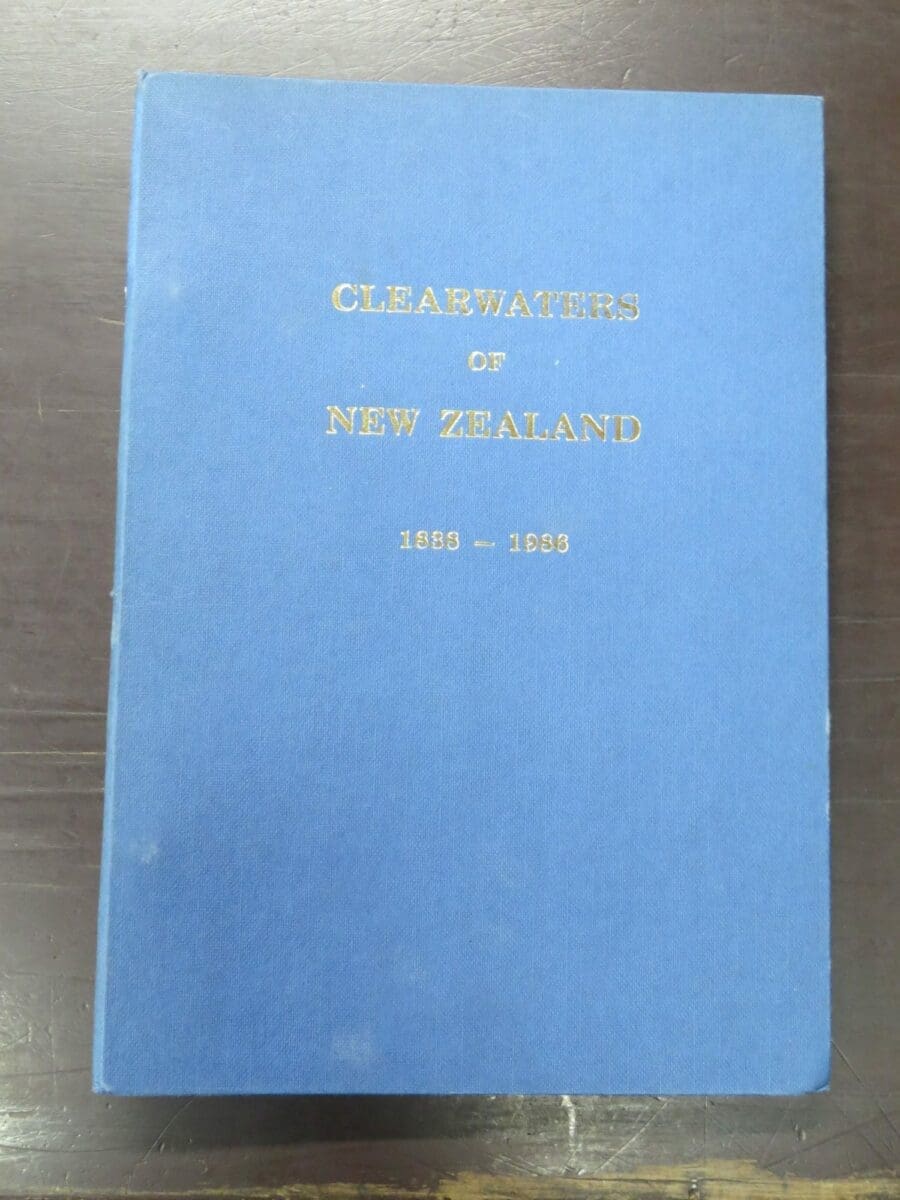 CLEARWATERS
OF
NEW ZEALAND
1838 – 1986